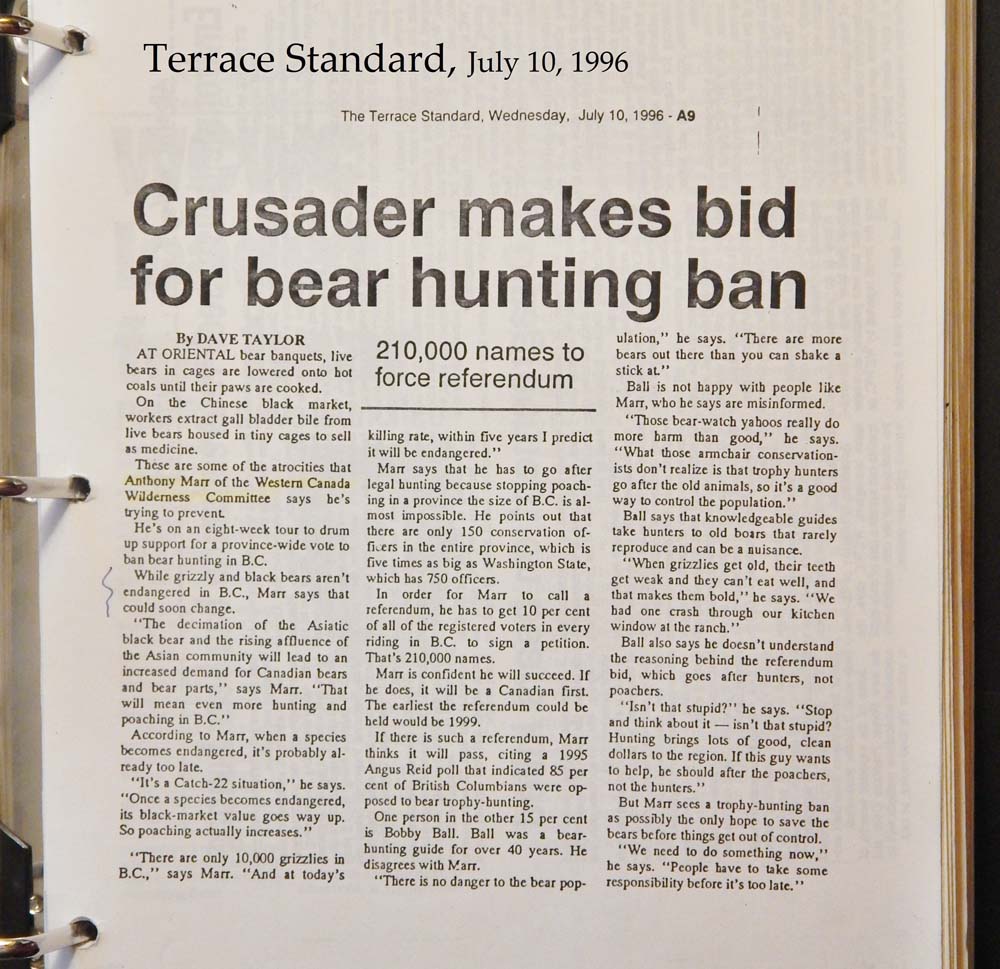 Terrace Standard, July 10, 1996
The Terrace Standard, Wednesday, July 10, 1996 - A9
Crusader makes bid
for bear hunting ban
By DAVE TAYLOR
AT ORIENTAL bear banquets, live
bears in cages are lowered onto hot
coals until their paws are cooked.
On the Chinese black market,
workers extract gall bladder bile from
live bears housed in tiny cages to sell
as medicine.
These are some of the atrocities that
Anthony Marr of the Western Canada
Wilderness Committee says he's
trying to prevent.
He's on an eight-week tour to drum
up support for a province-wide vote to
ban bear hunting in B.C.
While grizzly and black bears aren't
endangered in B.C., Marr says that
could soon change.
"The decimation of the Asiatic
black bear and the rising affluence of
the Asian community will lead to an
increased demand for Canadian bears
and bear parts," says Marr. "That
will mean even more hunting and
poaching in B.C."
According to Marr, when a species
becomes endangered, it's probably al-
ready too late.
"It's a Catch-22 situation," he says.
"Once a species becomes endangered,
its black-market value goes way up.
So poaching actually increases."
"There are only 10,000 grizzlies in
B.C.," says Marr. "And at today's
210,000 names to
force referendum
killing rate, within five years I predict
it will be endangered."
Marr says that he has to go after
legal hunting because stopping poach-
ing in a province the size of B.C. is al-
most impossible. He points out that
there are only 150 conservation of-
ficers in the entire province, which is
five times as big as Washington State,
which has 750 officers.
In order for Marr to call a
referendum, he has to get 10 per cent
of all of the registered voters in every
riding in B.C. to sign a petition.
That's 210,000 names.
Marr is confident he will succeed. If
he does, it will be a Canadian first.
The earliest the referendum could be
held would be 1999.
If there is such a referendum, Marr
thinks it will pass, citing a 1995
Angus Reid poll that indicated 85 per
cent of British Columbians were op-
posed to bear trophy-hunting.
One person in the other 15 per cent
is Bobby Ball. Ball was a bear-
hunting guide for over 40 years. He
disagrees with Marr.
"There is no danger to the bear pop-
ulation," he says. "There are more
bears out there than you can shake a
stick at."
Ball is not happy with people like
Marr, who he says are misinformed.
"Those bear-watch yahoos really do
more harm than good," he says.
"What those armchair conservation-
ists don't realize is that trophy hunters
go after the old animals, so it's a good
way to control the population."
Ball says that knowledgeable guides
take hunters to old boars that rarely
reproduce and can be a nuisance.
"When grizzlies get old, their teeth
get weak and they can't eat well, and
that makes them bold," he says. "We
had one crash through our kitchen
window at the ranch."
Ball also says he doesn't understand
the reasoning behind the referendum
bid, which goes after hunters, not
poachers.
"Isn't that stupid?" he says. "Stop
and think about it — isn't that stupid?
Hunting brings lots of good, clean
dollars to the region. If this guy wants
to help, he should after the poachers,
not the hunters."
But Marr sees a trophy-hunting ban
as possibly the only hope to save the
bears before things get out of control.
"We need to do something now,"
he says. "People have to take some
responsibility before it's too late."